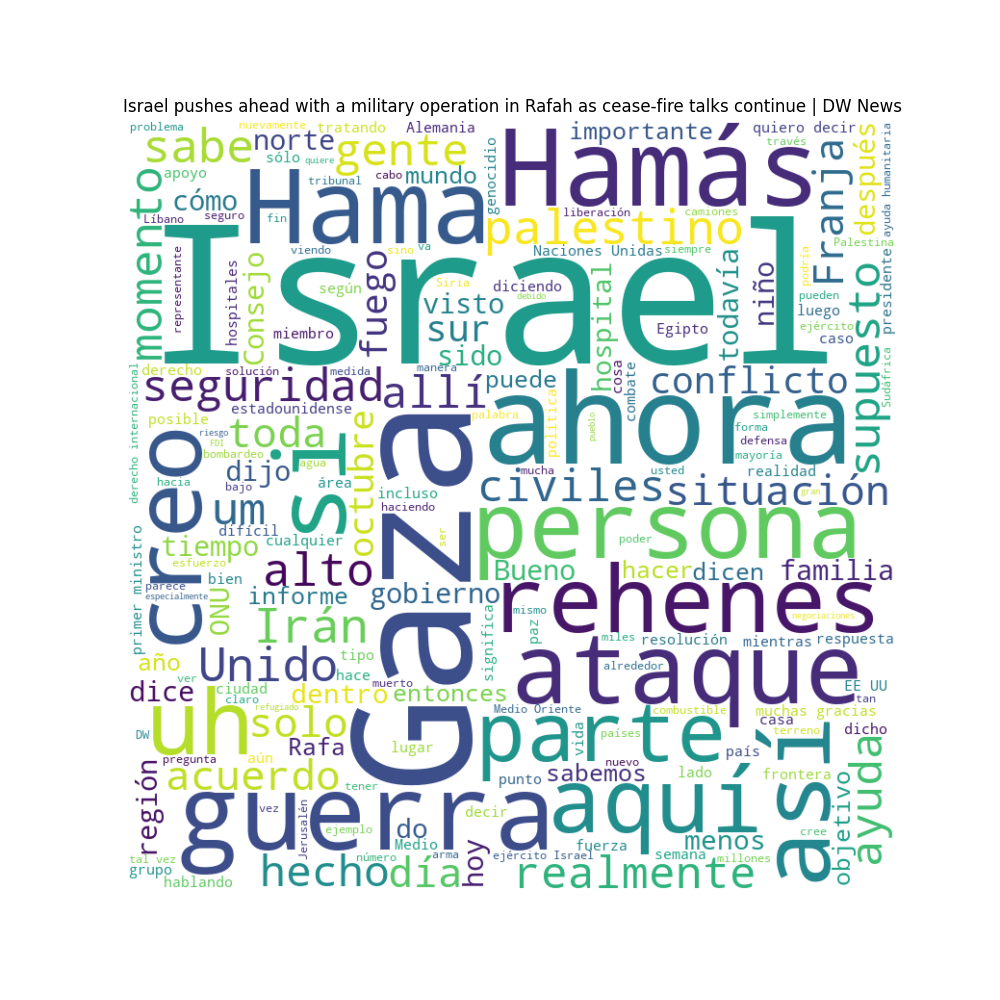 Israel pushes ahead with a military operation in Rafah as cease-fire talks continue | DW News
problema
nuevamente
tratando
Alemania
importante
quiero decir
través
sabe
norte
gente
Hamás
Franja
después
ayuda humanitaria
sólo
quiere
apoyo
tribunal
cabo
mundo
genocidio
momento
cómo
Hama
Líbano
seguro
fin
liberación
camiones
palestino
Israel
viendo
sino
va
Naciones Unidas
siempre
Palestina
representante
hospitales
Consejo
según
fuego
Siria
diciendo
debido
hospital
todavía
niño
podría
pueden
presidente
supuesto
miembro
visto
sur
sido
Egipto
luego
ejército
caso
derecho
solución
medida
manera
seguridad
allí
puede
cosa
combate
conflicto
Sudáfrica
derecho internacional
estadounidense
posible
toda
palabra
ahora
política
pueblo
simplemente
forma
defensa
mayoría
riesgo
FDI
bombardeo
creo
si
octubre
hacia
dijo
agua
área
bajo
mucha
usted
realidad
incluso
haciendo
civiles
situación
gran
um
difícil
cualquier
Gaza
ser
persona
poder
tiempo
esfuerzo
primer ministro
bien
parece
especialmente
alto
Bueno
hacer
dicen
familia
informe
gobierno
rehenes
negociaciones
ONU
Irán
significa
mismo
paz
miles
resolución
mientras
respuesta
año
ver
Unido
tipo
hace
alrededor
ataque
EE UU
tan
dice
ciudad
claro
muerto
dentro
entonces
refugiado
Medio Oriente
combustible
muchas gracias
casa
terreno
dicho
DW
uh
solo
Rafa
lugar
parte
vida
países
país
pregunta
aún
nuevo
así
ayuda
región
acuerdo
tener
punto
sabemos
lado
frontera
objetivo
guerra
vez
Jerusalén
ejemplo
decir
aquí
cree
do
Medio
hoy
fuerza
menos
tal vez
grupo
hablando
hecho
número
día
arma
ejército Israel
semana
millones
realmente